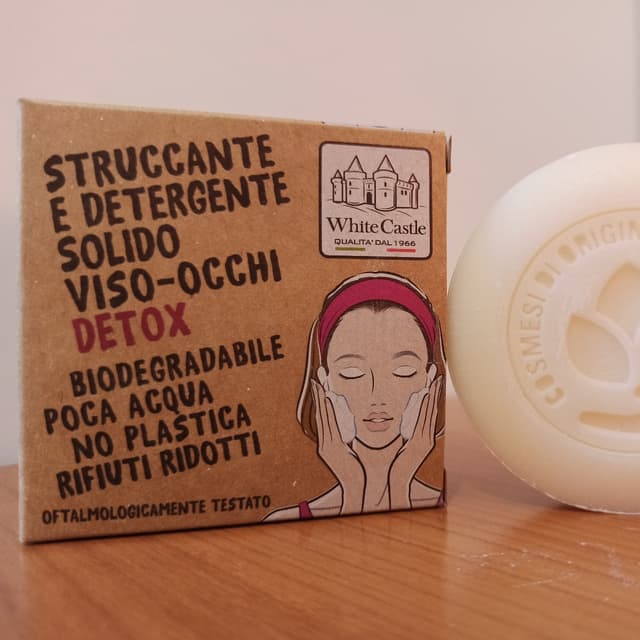 STRUCCANTE
E DETERGENTE
SOLIDO
VISO-OCCHI
DETOX
BIODEGRADABILE
POCA ACQUA
NO PLASTICA
RIFIUTI RIDOTTI
OFTALMOLOGICAMENTE TESTATO
White Castle
QUALITA' DAL 1966
COSMESI DI ORIGIN